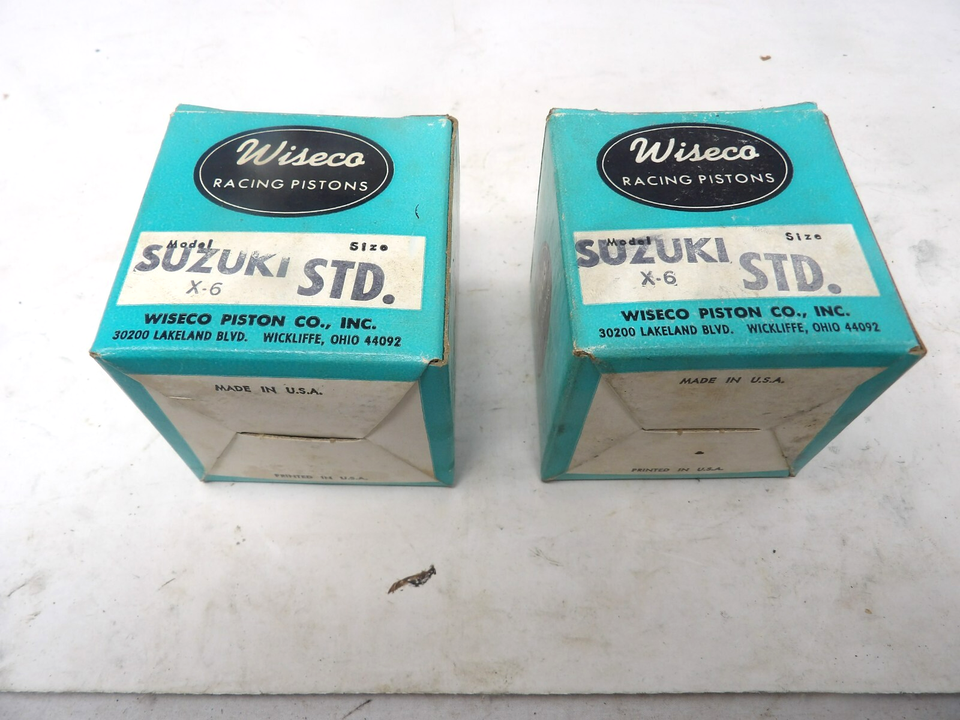 Wiseco
RACING PISTONS
Model Size
SUZUKI STD.
X-6
WISECO PISTON CO., INC.
30200 LAKELAND BLVD. WICKLIFFE, OHIO 44092
MADE IN U.S.A.
PRINTED IN U.S.A.
Wiseco
RACING PISTONS
Model Size
SUZUKI STD.
X-6
WISECO PISTON CO., INC.
30200 LAKELAND BLVD. WICKLIFFE, OHIO 44092
MADE IN U.S.A.
PRINTED IN U.S.A.